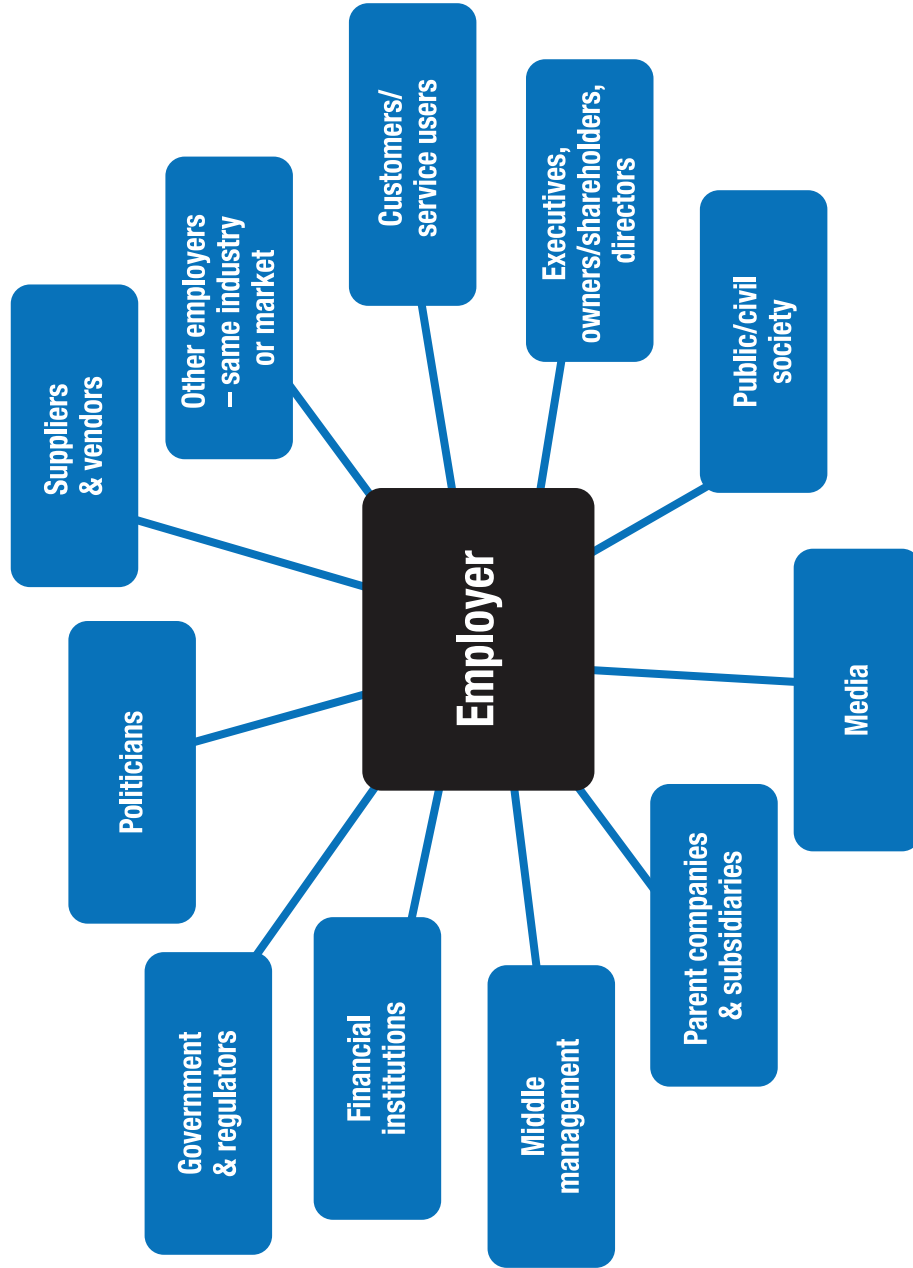 Suppliers
& vendors
Other employers
– same industry
or market
Customers/
service users
Executives,
owners/shareholders,
directors
Public/civil
society
Media
Parent companies
& subsidiaries
Middle
management
Financial
institutions
Government
& regulators
Politicians
Employer